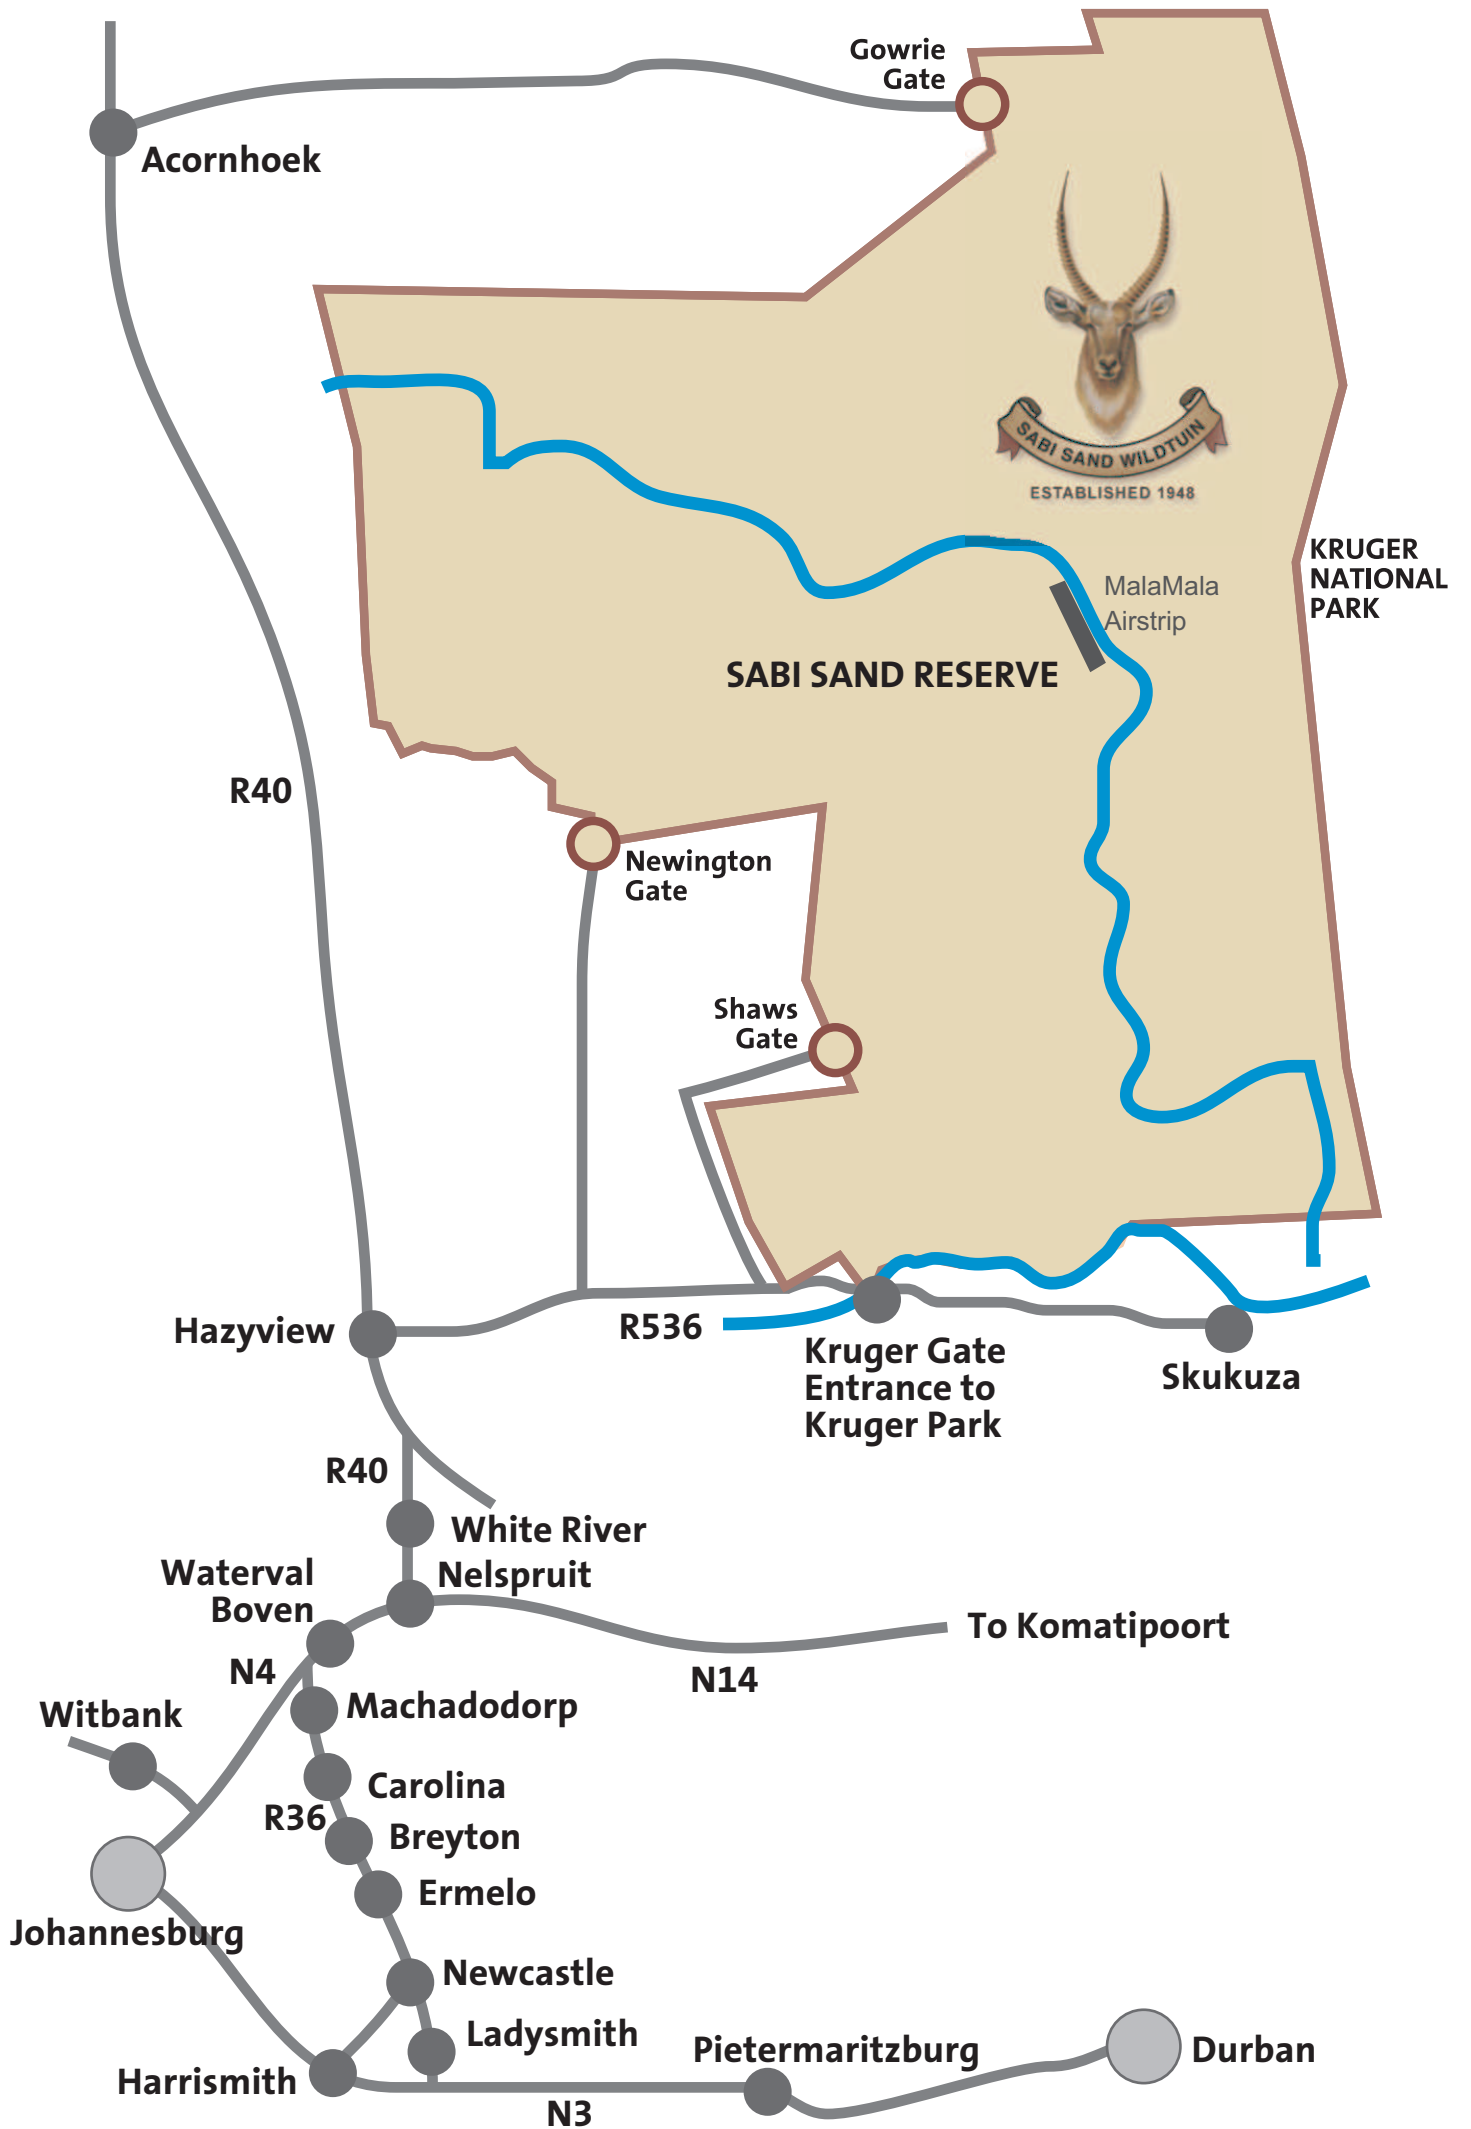 Gowrie
Gate
Acornhoek
SABI SAND WILDTUIN
ESTABLISHED 1948
KRUGER
NATIONAL
PARK
MalaMala
Airstrip
SABI SAND RESERVE
R40
Newington
Gate
Shaws
Gate
Hazyview
R536
Kruger Gate
Entrance to
Kruger Park
Skukuza
R40
White River
Waterval
Boven
Nelspruit
To Komatipoort
N4
N14
Witbank
Machadodorp
Carolina
R36
Breyton
Ermelo
Johannesburg
Newcastle
Ladysmith
Pietermaritzburg
Durban
Harrismith
N3